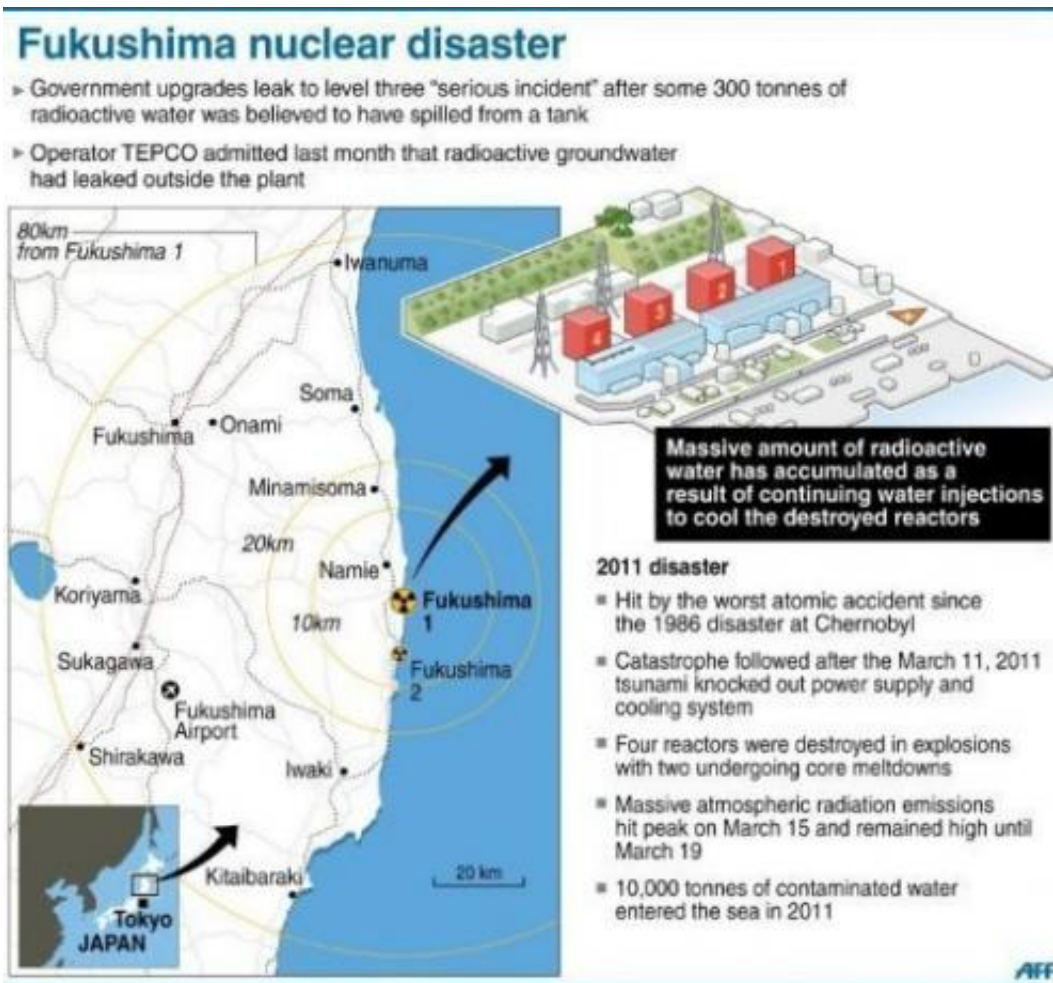 Fukushima nuclear disaster
▸ Government upgrades leak to level three "serious incident" after some 300 tonnes of
radioactive water was believed to have spilled from a tank
▸ Operator TEPCO admitted last month that radioactive groundwater
had leaked outside the plant
80km
from Fukushima 1
Iwanuma
Soma
Fukushima
Onami
Minamisoma
20km
Namie
Koriyama
10km
Fukushima
1
Sukagawa
Fukushima
2
Fukushima
Airport
Shirakawa
Iwaki
Kitaibaraki
20 km
Tokyo
JAPAN
1
2
3
4
Massive amount of radioactive
water has accumulated as a
result of continuing water injections
to cool the destroyed reactors
2011 disaster
▪ Hit by the worst atomic accident since
the 1986 disaster at Chernobyl
▪ Catastrophe followed after the March 11, 2011
tsunami knocked out power supply and
cooling system
▪ Four reactors were destroyed in explosions
with two undergoing core meltdowns
▪ Massive atmospheric radiation emissions
hit peak on March 15 and remained high until
March 19
▪ 10,000 tonnes of contaminated water
entered the sea in 2011
AFP